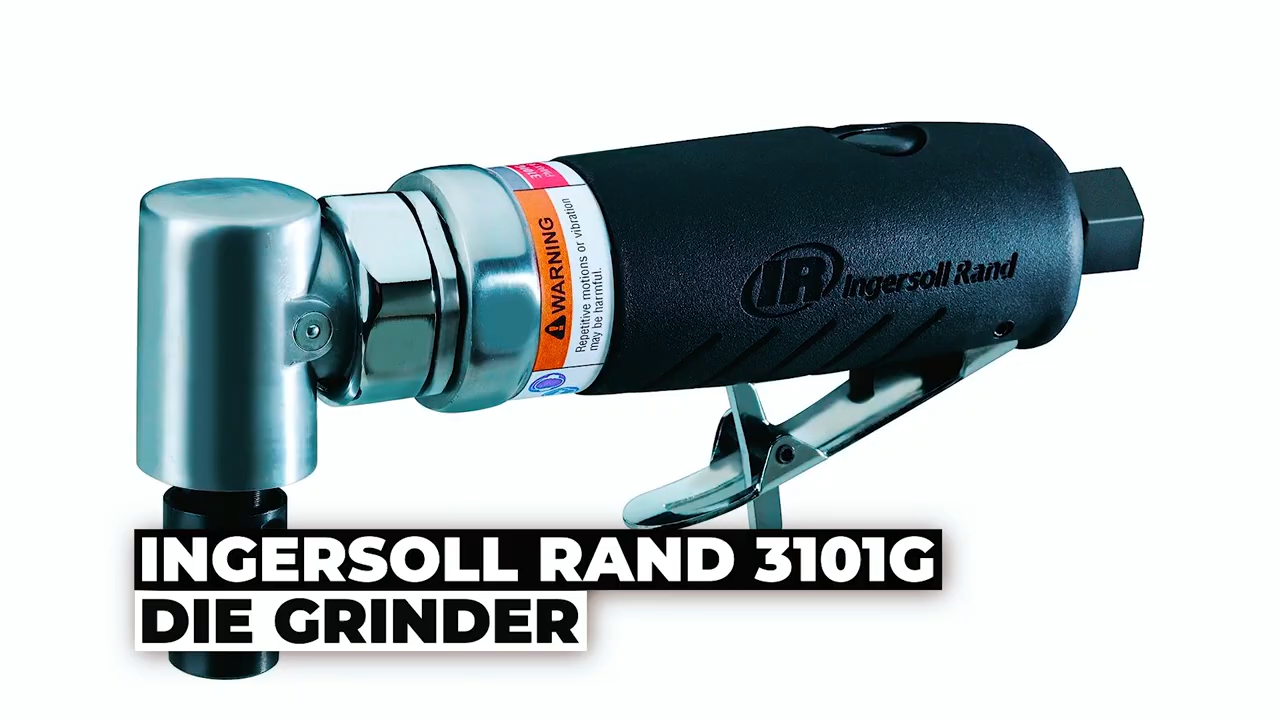 WARNING
Repetitive motions or vibration
may be harmful.
IR Ingersoll Rand
INGERSOLL RAND 3101G
DIE GRINDER